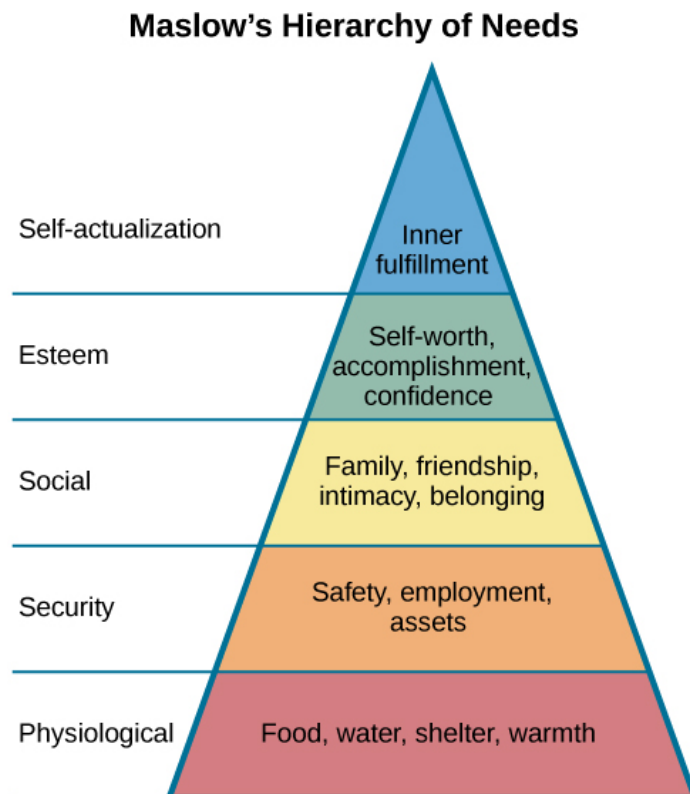 Maslow’s Hierarchy of Needs
Self-actualization
Inner
fulfillment
Esteem
Self-worth,
accomplishment,
confidence
Social
Family, friendship,
intimacy, belonging
Security
Safety, employment,
assets
Physiological
Food, water, shelter, warmth